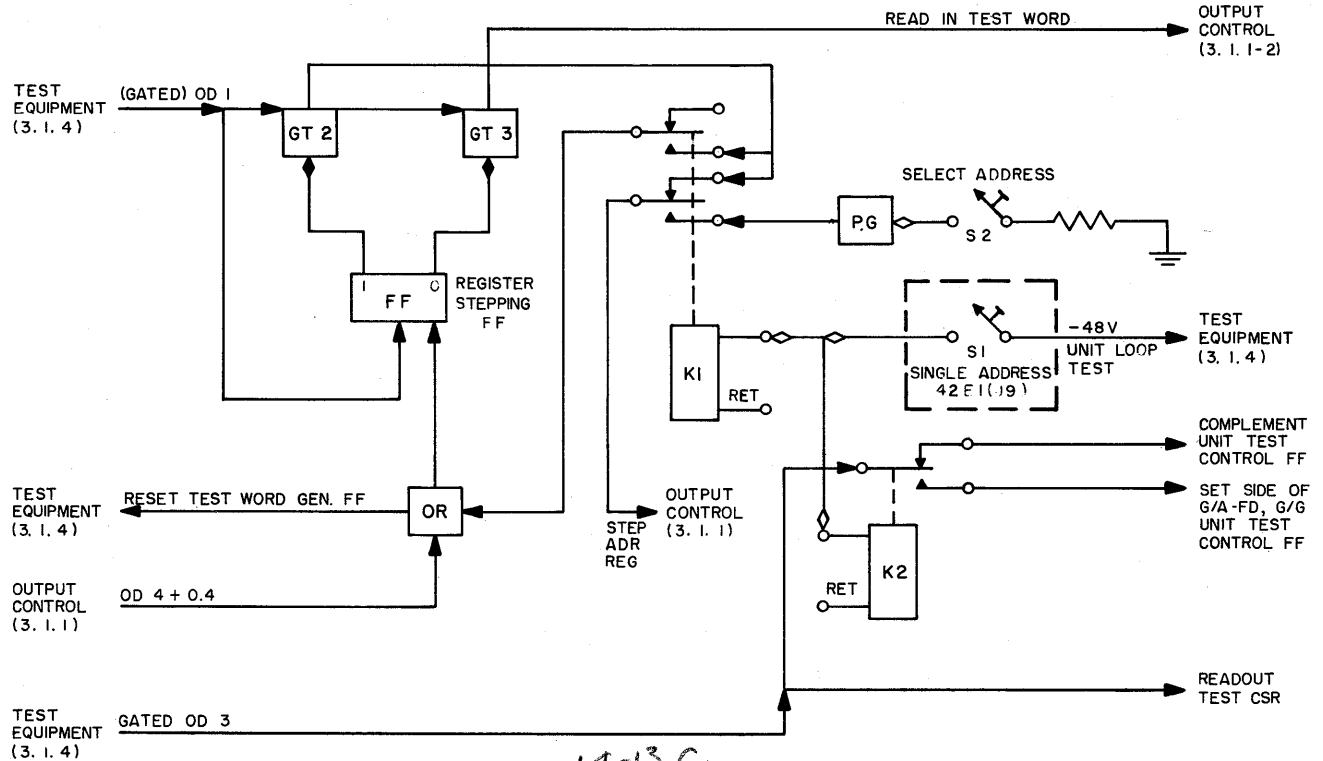 READ IN TEST WORD
OUTPUT
CONTROL
(3. 1. 1-2)
TEST
EQUIPMENT
(3. 1. 4)
(GATED) OD 1
GT 2
GT 3
SELECT ADDRESS
PG
S2
1
0
FF
REGISTER
STEPPING
FF
K1
RET
S1
SINGLE ADDRESS
-48V
UNIT LOOP
TEST
TEST
EQUIPMENT
(3. 1. 4)
COMPLEMENT
UNIT TEST
CONTROL FF
SET SIDE OF
G/A-FD, G/G
UNIT TEST
CONTROL FF
TEST
EQUIPMENT
(3. 1. 4)
RESET TEST WORD GEN. FF
OR
STEP
ADR
REG
OUTPUT
CONTROL
(3. 1. 1)
K2
RET
OUTPUT
CONTROL
(3. 1. 1)
OD 4 + 0.4
READOUT
TEST CSR
TEST
EQUIPMENT
(3. 1. 4)
GATED OD 3